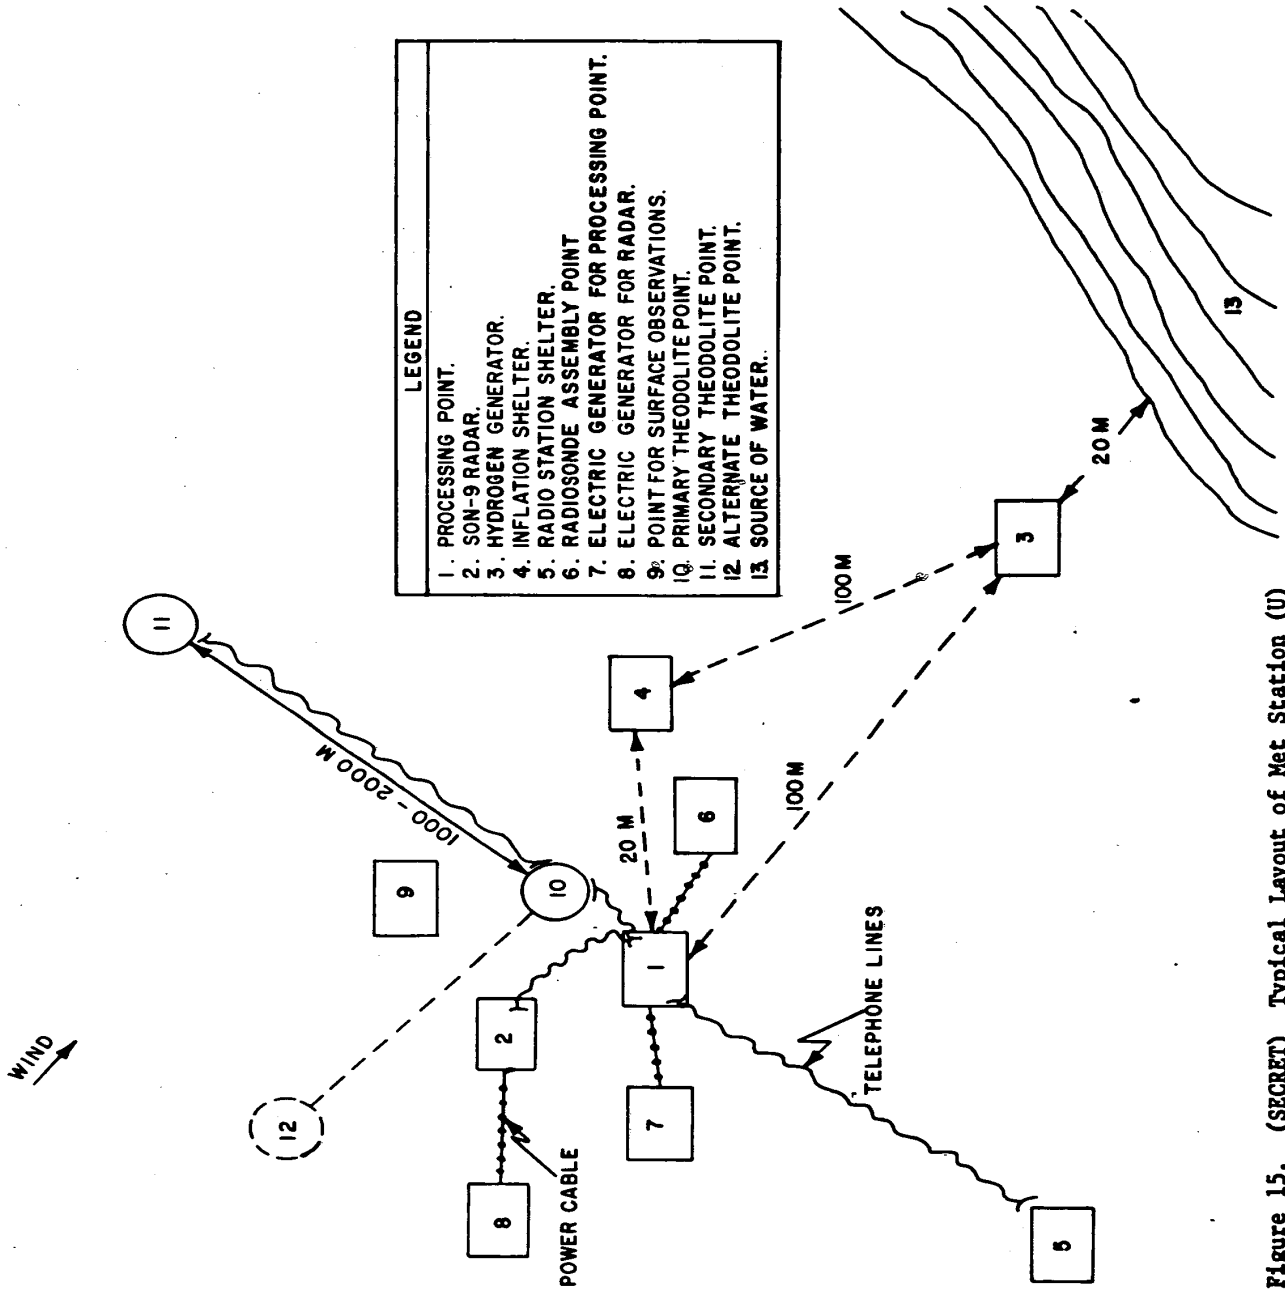 WIND
11
1000 - 2000 M
12
9
10
8
2
POWER CABLE
7
1
20 M
4
6
100 M
100 M
TELEPHONE LINES
5
3
20 M
13
LEGEND
1. PROCESSING POINT.
2. SON-9 RADAR.
3. HYDROGEN GENERATOR.
4. INFLATION SHELTER.
5. RADIO STATION SHELTER.
6. RADIOSONDE ASSEMBLY POINT
7. ELECTRIC GENERATOR FOR PROCESSING POINT.
8. ELECTRIC GENERATOR FOR RADAR.
9. POINT FOR SURFACE OBSERVATIONS.
10. PRIMARY THEODOLITE POINT.
11. SECONDARY THEODOLITE POINT.
12. ALTERNATE THEODOLITE POINT.
13. SOURCE OF WATER.
Figure 15. (SECRET) Typical Layout of Met Station (U)